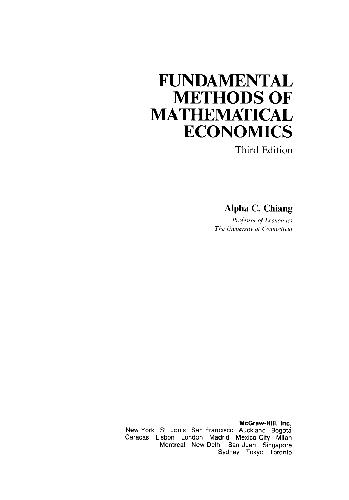 FUNDAMENTAL
METHODS OF
MATHEMATICAL
ECONOMICS
Third Edition
Alpha C. Chiang
Professor of Economics
The University of Connecticut
McGraw-Hill, Inc.
New York St. Louis San Francisco Auckland Bogotá
Caracas Lisbon London Madrid Mexico City Milan
Montreal New Delhi San Juan Singapore
Sydney Tokyo Toronto